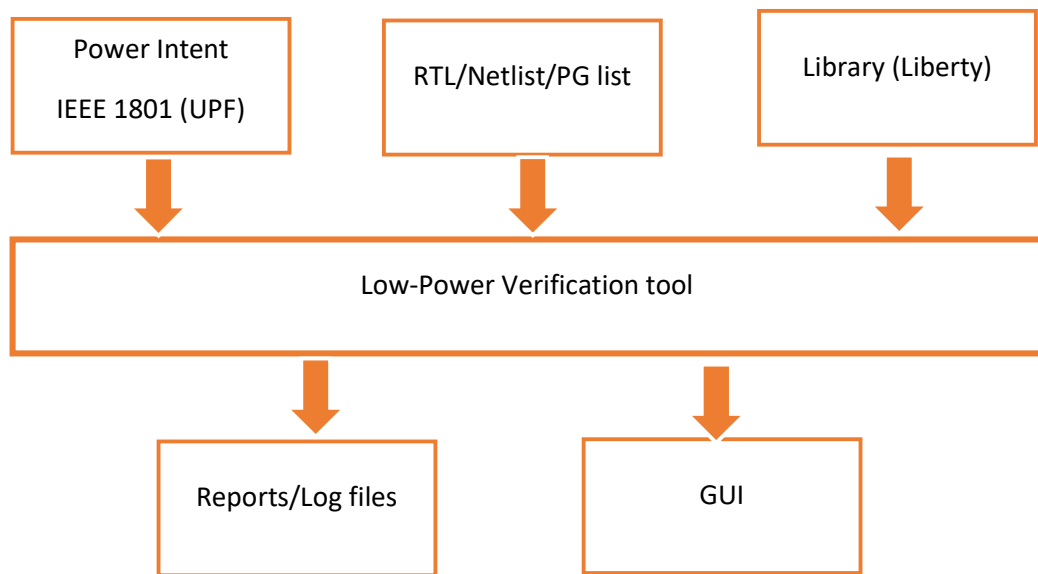 Power Intent
IEEE 1801 (UPF)
RTL/Netlist/PG list
Library (Liberty)
Low-Power Verification tool
Reports/Log files
GUI